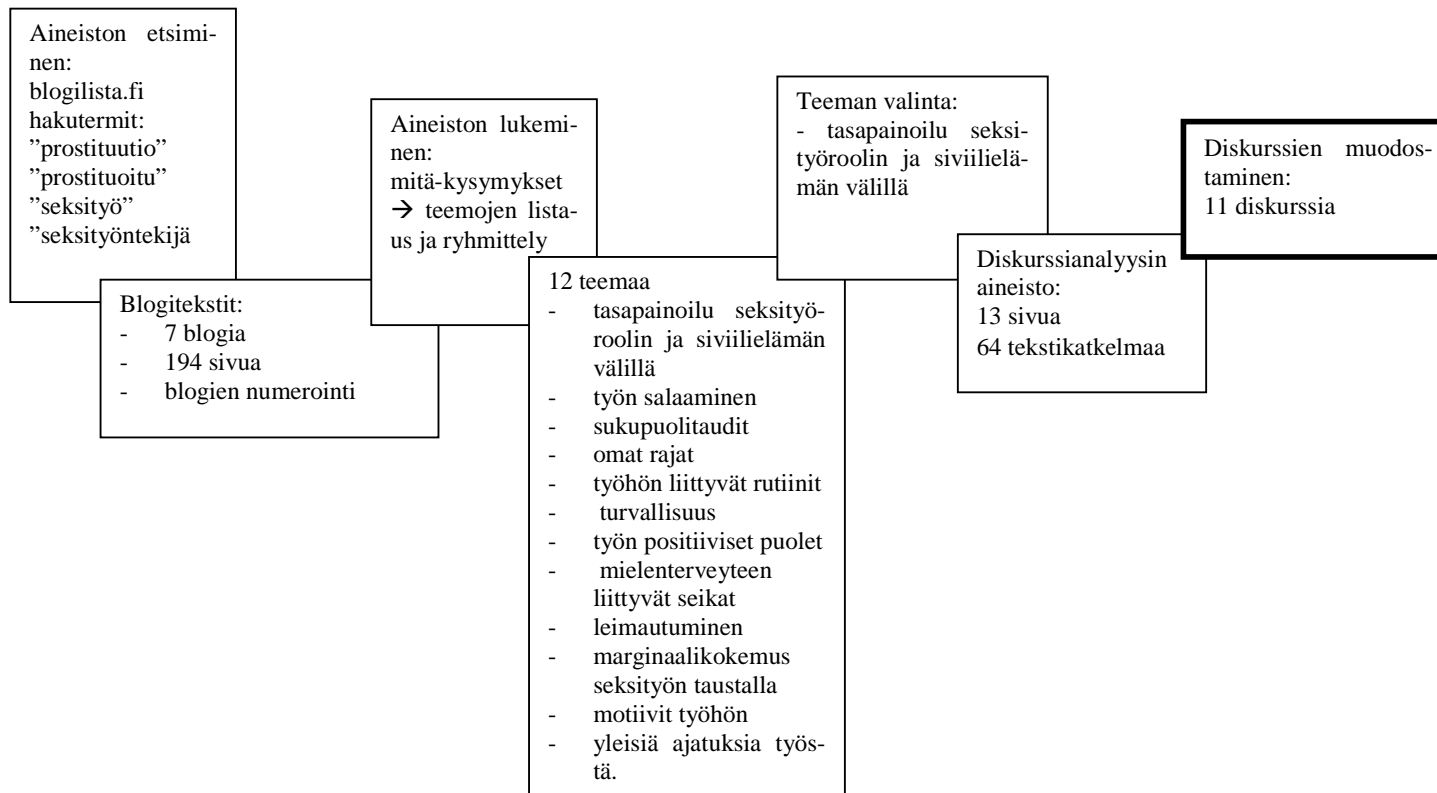 Aineiston etsimi-
nen:
blogilista.fi
hakutermit:
”prostituutio”
”prostituoitu”
”seksityö”
”seksityöntekijä
Blogitekstit:
- 7 blogia
- 194 sivua
- blogien numerointi
Aineiston lukemi-
nen:
mitä-kysymykset
→ teemojen lista-
us ja ryhmittely
12 teemaa
- tasapainoilu seksityö-
roolin ja siviilielämän
välillä
- työn salaaminen
- sukupuolitaudit
- omat rajat
- työhön liittyvät rutiinit
- turvallisuus
- työn positiiviset puolet
- mielenterveyteen
liittyvät seikat
- leimautuminen
- marginaalikokemus
seksityön taustalla
- motiivit työhön
- yleisiä ajatuksia työs-
tä.
Teeman valinta:
- tasapainoilu seksi-
työroolin ja siviilielä-
män välillä
Diskurssianalyysin
aineisto:
13 sivua
64 tekstikatkelmaa
Diskurssien muodos-
taminen:
11 diskurssia